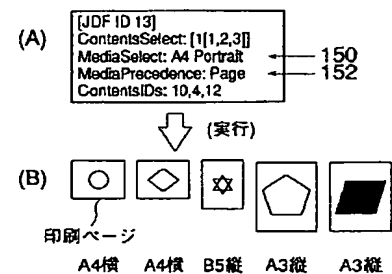 (A)
[JDF ID 13]
ContentsSelect: [1[1,2,3]]
MediaSelect: A4 Portrait
150
MediaPrecedence: Page
152
ContentsIDs: 10,4,12
(実行)
(B)
印刷ページ
A4横 A4横 B5縦 A3縦 A3縦